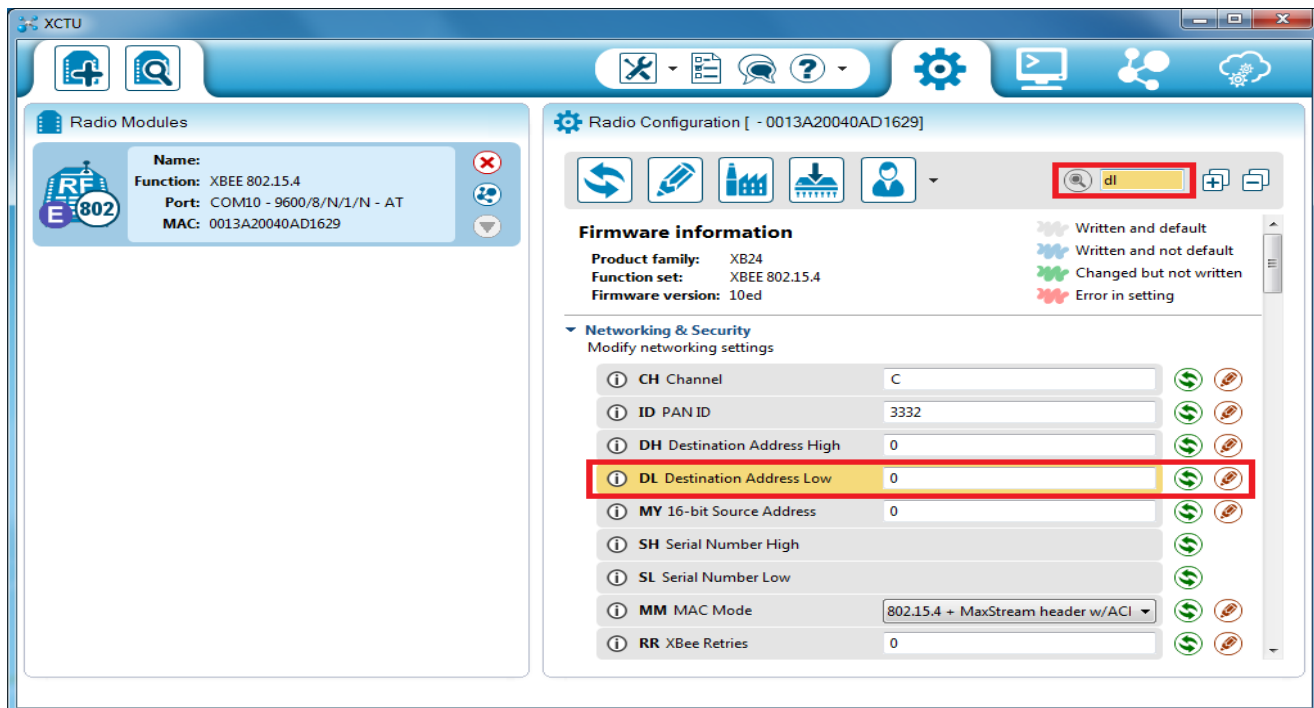 XCTU
Radio Modules
Name:
Function: XBEE 802.15.4
Port: COM10 - 9600/8/N/1/N - AT
MAC: 0013A20040AD1629
RF
E 802
Radio Configuration [ - 0013A20040AD1629]
dl
Firmware information
Product family: XB24
Function set: XBEE 802.15.4
Firmware version: 10ed
Written and default
Written and not default
Changed but not written
Error in setting
Networking & Security
Modify networking settings
CH Channel C
ID PAN ID 3332
DH Destination Address High 0
DL Destination Address Low 0
MY 16-bit Source Address 0
SH Serial Number High
SL Serial Number Low
MM MAC Mode 802.15.4 + MaxStream header w/ACI
RR XBee Retries 0